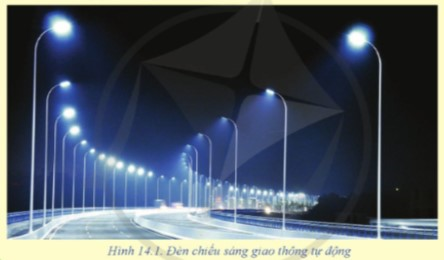 Hình 14.1. Đèn chiếu sáng giao thông tự động